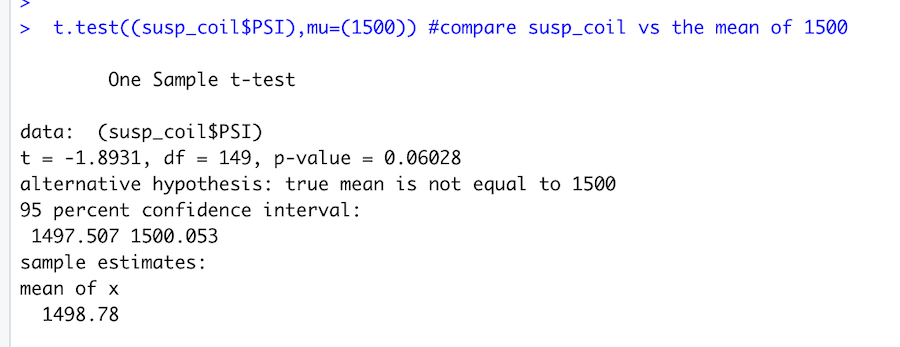 >
> t.test((susp_coil$PSI),mu=(1500)) #compare susp_coil vs the mean of 1500
One Sample t-test
data: (susp_coil$PSI)
t = -1.8931, df = 149, p-value = 0.06028
alternative hypothesis: true mean is not equal to 1500
95 percent confidence interval:
1497.507 1500.053
sample estimates:
mean of x
1498.78